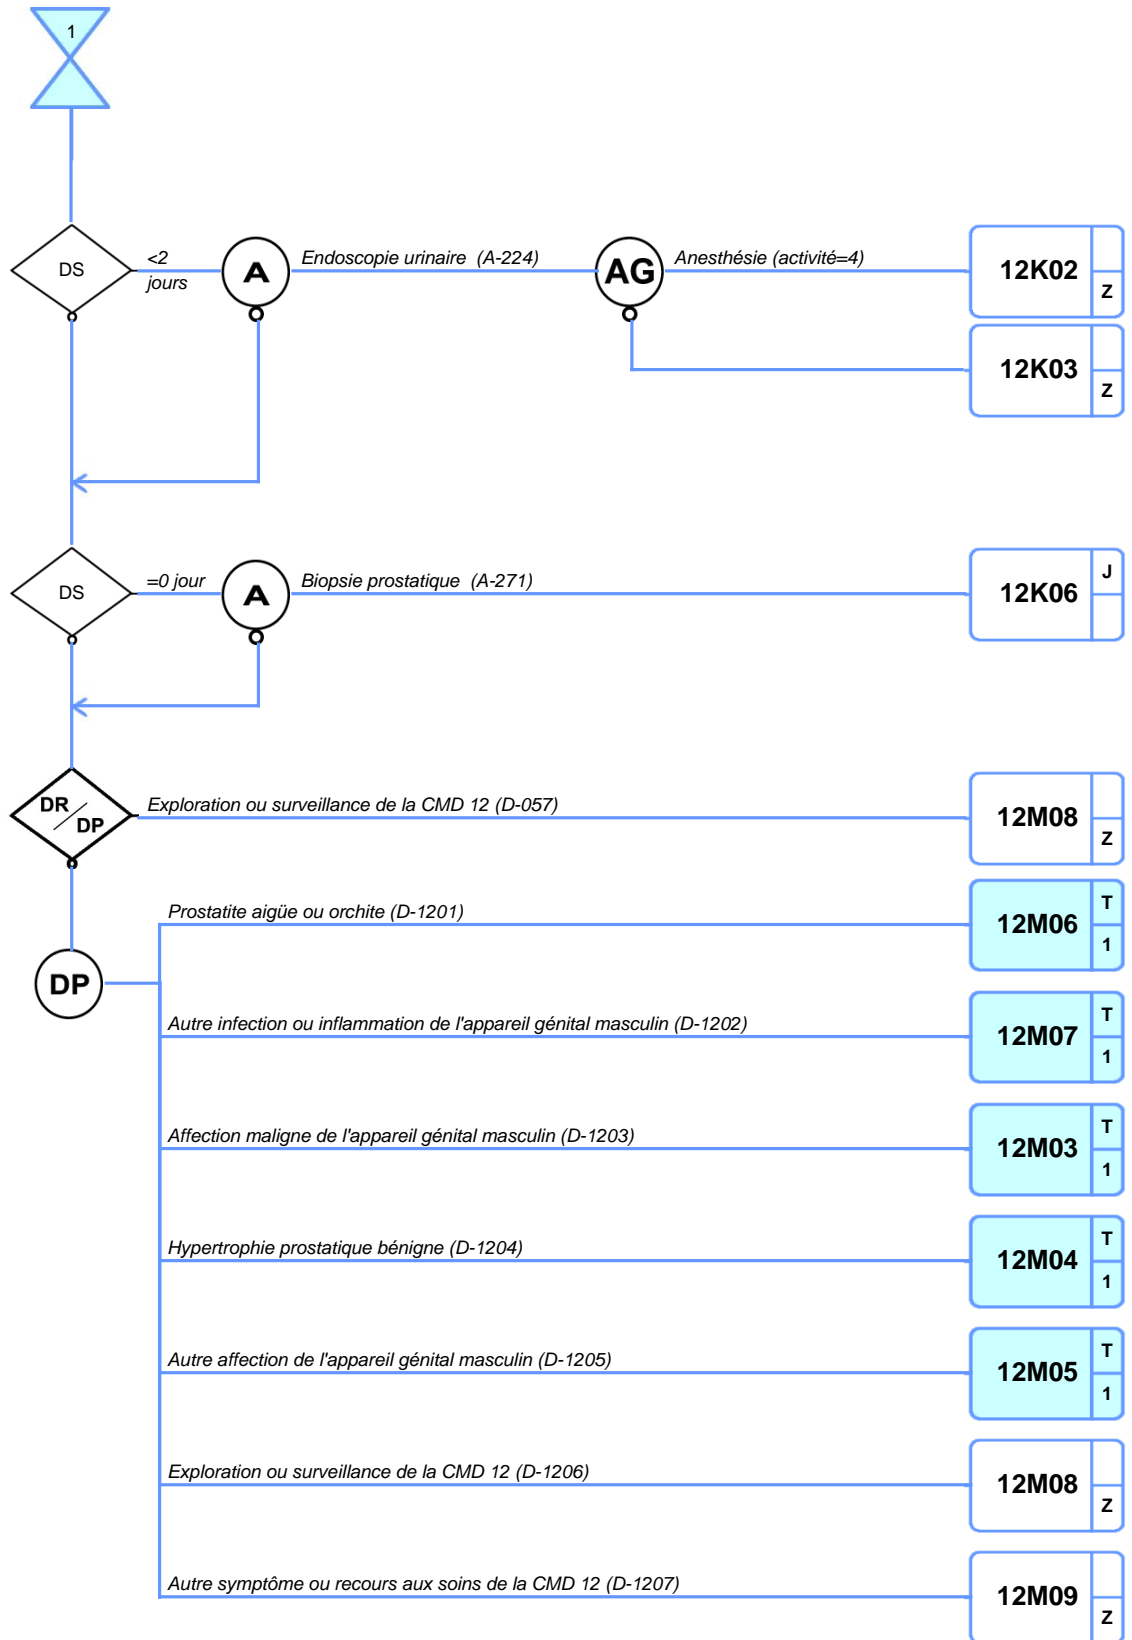 1
DS
<2
jours
A
Endoscopie urinaire (A-224)
AG
Anesthésie (activité=4)
12K02
Z
12K03
Z
DS
=0 jour
A
Biopsie prostatique (A-271)
12K06
J
DR
DP
Exploration ou surveillance de la CMD 12 (D-057)
12M08
Z
DP
Prostatite aigüe ou orchite (D-1201)
12M06
T
1
Autre infection ou inflammation de l'appareil génital masculin (D-1202)
12M07
T
1
Affection maligne de l'appareil génital masculin (D-1203)
12M03
T
1
Hypertrophie prostatique bénigne (D-1204)
12M04
T
1
Autre affection de l'appareil génital masculin (D-1205)
12M05
T
1
Exploration ou surveillance de la CMD 12 (D-1206)
12M08
Z
Autre symptôme ou recours aux soins de la CMD 12 (D-1207)
12M09
Z